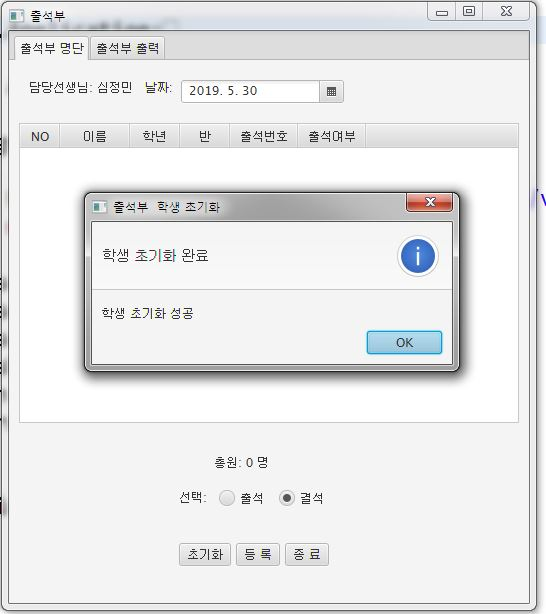 출석부
출석부 명단 출석부 출력
담당선생님: 심정민 날짜: 2019. 5. 30
NO 이름 학년 반 출석번호 출석여부
출석부 학생 초기화
학생 초기화 완료
i
학생 초기화 성공
OK
총원: 0 명
선택: 출석 결석
초기화 등 록 종 료